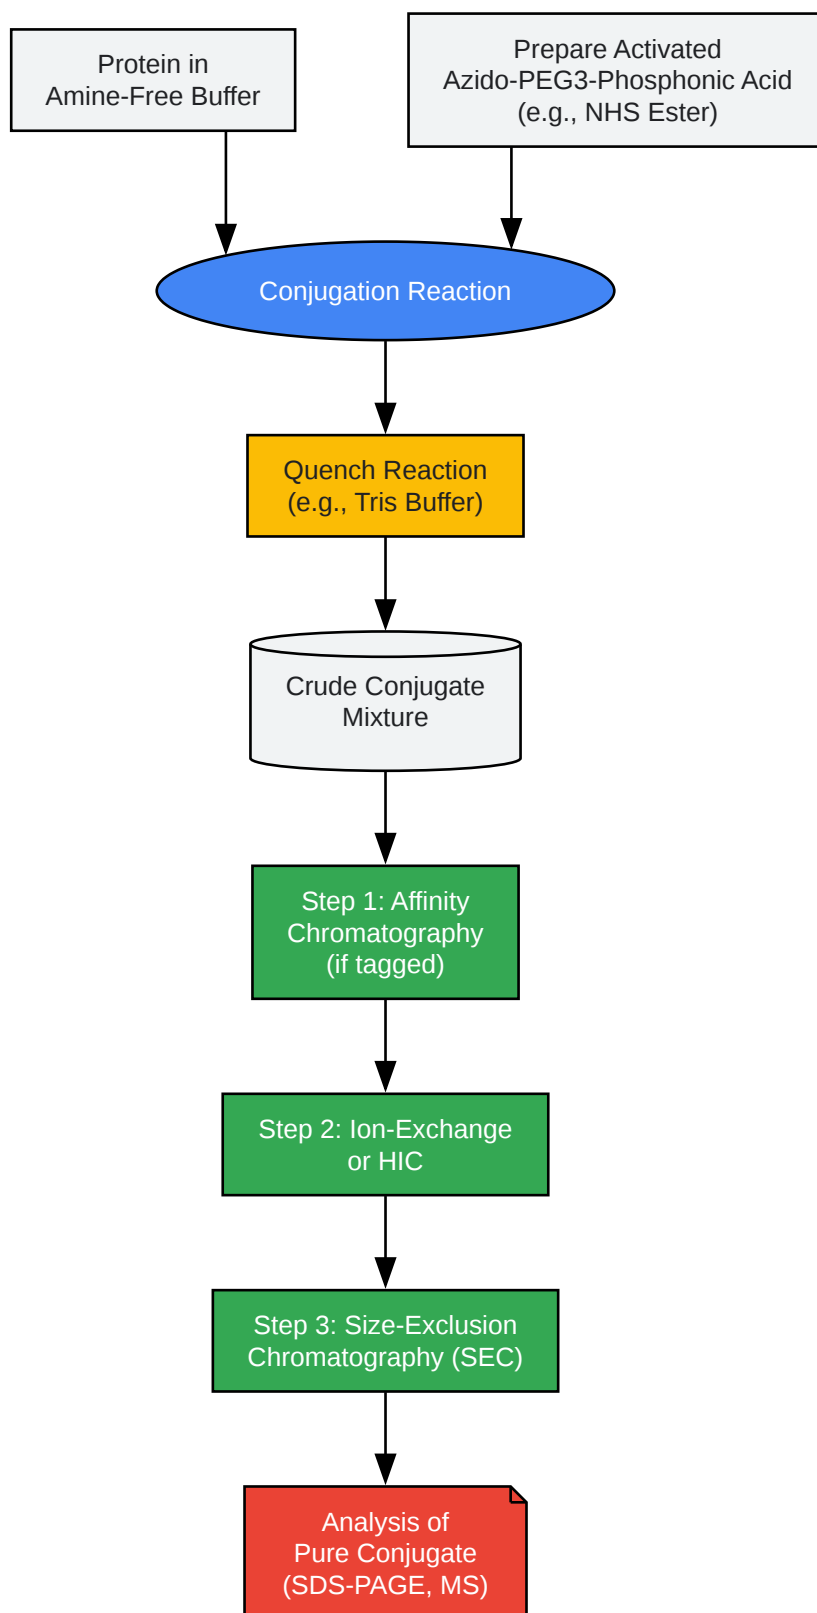 Protein in
Amine-Free Buffer
Prepare Activated
Azido-PEG3-Phosphonic Acid
(e.g., NHS Ester)
Conjugation Reaction
Quench Reaction
(e.g., Tris Buffer)
Crude Conjugate
Mixture
Step 1: Affinity
Chromatography
(if tagged)
Step 2: Ion-Exchange
or HIC
Step 3: Size-Exclusion
Chromatography (SEC)
Analysis of
Pure Conjugate
(SDS-PAGE, MS)